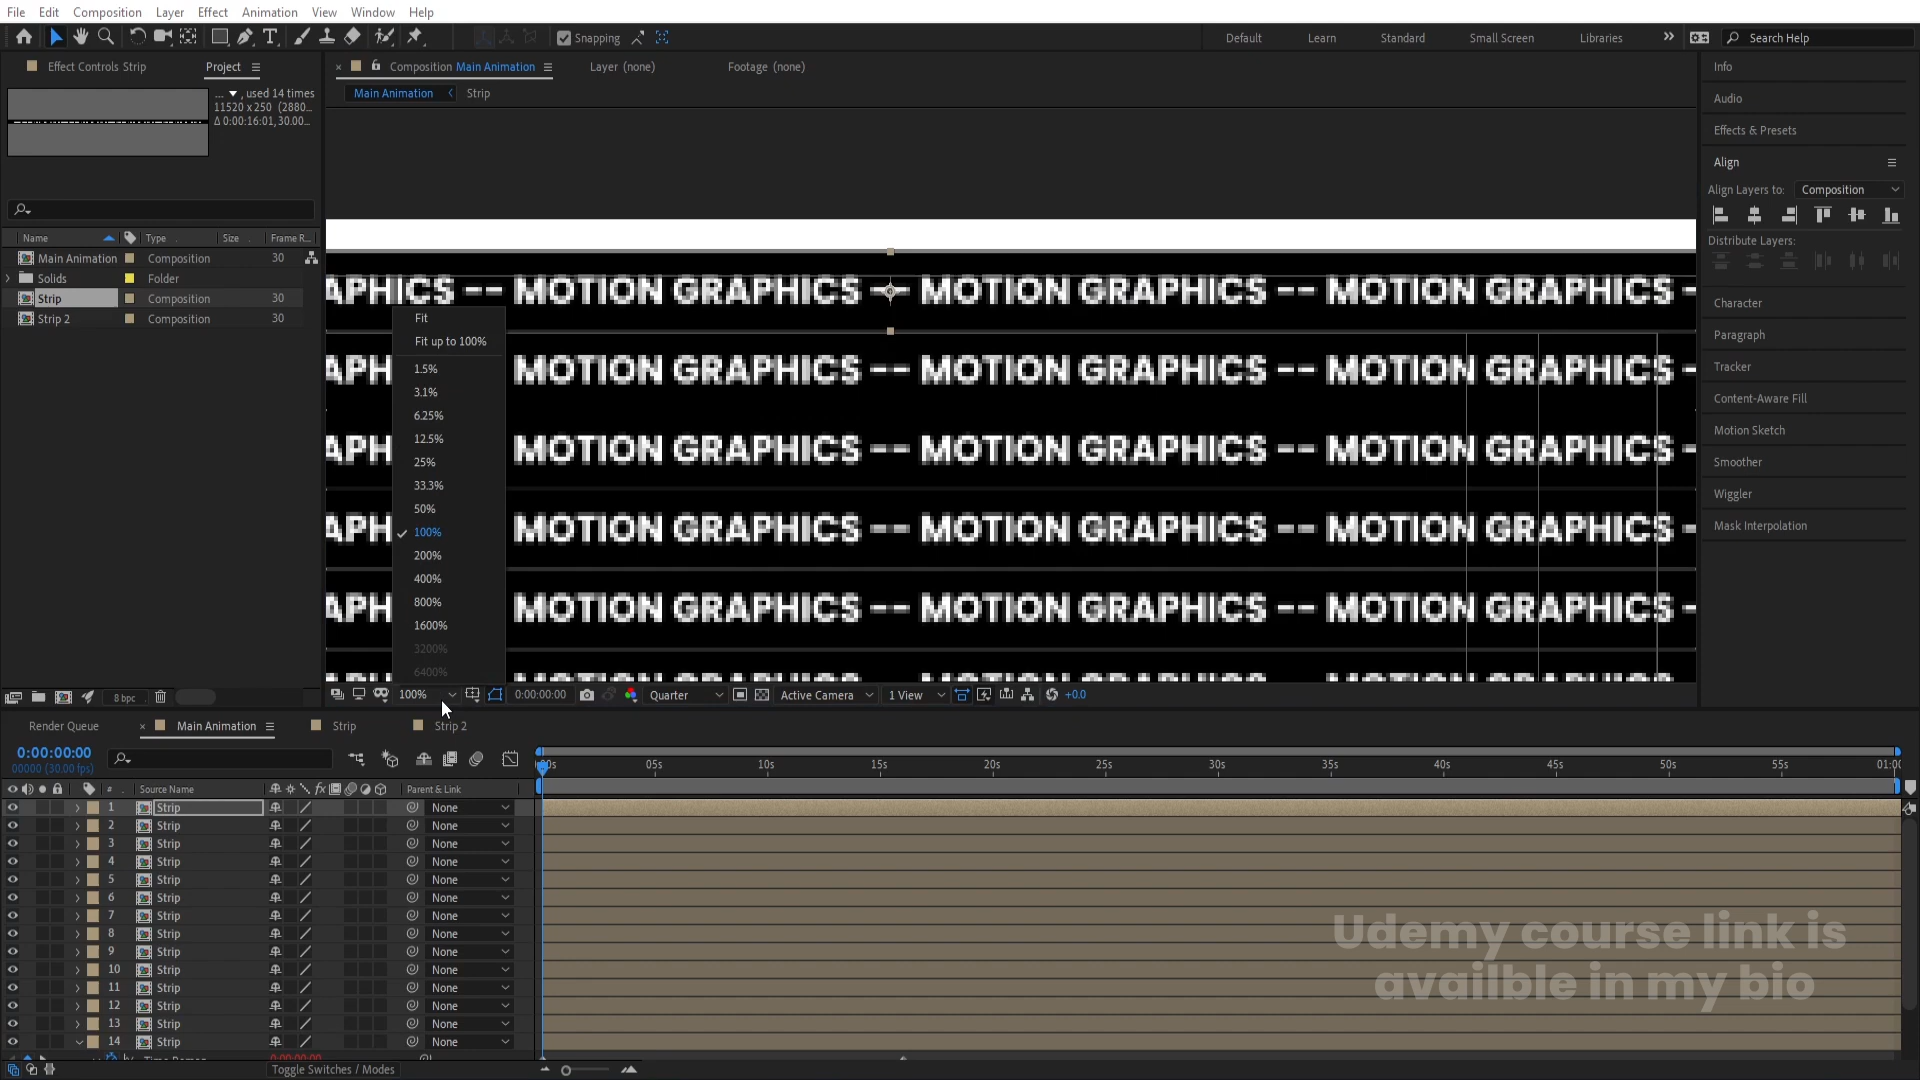 File Edit Composition Layer Effect Animation View Window Help
Snapping
Default Learn Standard Small Screen Libraries Search Help
Effect Controls Strip Project
Composition Main Animation Layer (none) Footage (none)
Main Animation Strip
... , used 14 times
11520 x 250 (2880...
Δ 0:00:16:01, 30.00...
Name Type Size Frame R...
Main Animation Composition 30
Solids Folder
Strip Composition 30
Strip 2 Composition 30
8 bpc
APHICS -- MOTION GRAPHICS -- MOTION GRAPHICS -- MOTION GRAPHICS -
APH MOTION GRAPHICS -- MOTION GRAPHICS -- MOTION GRAPHICS -
APH MOTION GRAPHICS -- MOTION GRAPHICS -- MOTION GRAPHICS -
APH MOTION GRAPHICS -- MOTION GRAPHICS -- MOTION GRAPHICS -
APH MOTION GRAPHICS -- MOTION GRAPHICS -- MOTION GRAPHICS -
Fit
Fit up to 100%
1.5%
3.1%
6.25%
12.5%
25%
33.3%
50%
100%
200%
400%
800%
1600%
3200%
6400%
100% 0:00:00:00 Quarter Active Camera 1 View +0.0
Info
Audio
Effects & Presets
Align
Align Layers to: Composition
Distribute Layers:
Character
Paragraph
Tracker
Content-Aware Fill
Motion Sketch
Smoother
Wiggler
Mask Interpolation
Render Queue Main Animation Strip Strip 2
0:00:00:00
00000 (30.00 fps)
05s 10s 15s 20s 25s 30s 35s 40s 45s 50s 55s 01:0
# Source Name fx Parent & Link
1 Strip None
2 Strip None
3 Strip None
4 Strip None
5 Strip None
6 Strip None
7 Strip None
8 Strip None
9 Strip None
10 Strip None
11 Strip None
12 Strip None
13 Strip None
14 Strip None
Time Remap 0:00:00:00
Toggle Switches / Modes
Udemy course link is
availble in my bio